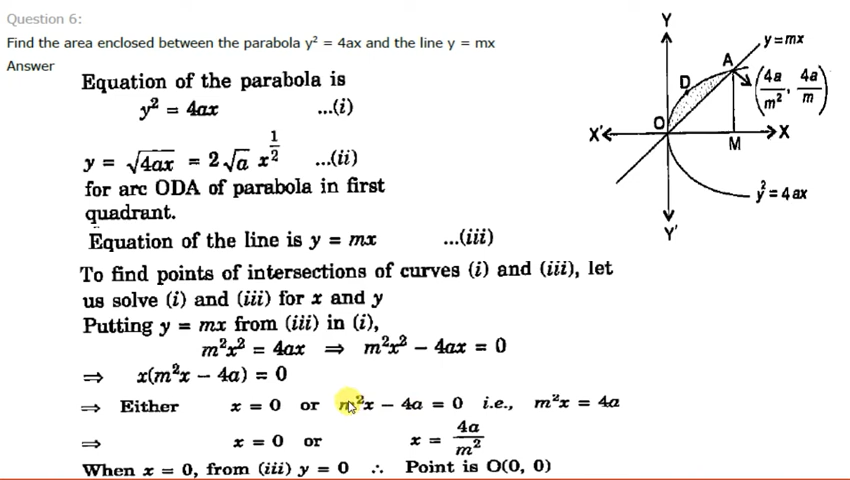 Question 6:
Find the area enclosed between the parabola y² = 4ax and the line y = mx
Answer
Equation of the parabola is
y² = 4ax ...(i)
y = √4ax = 2√a x^(1/2) ...(ii)
for arc ODA of parabola in first
quadrant.
Equation of the line is y = mx ...(iii)
To find points of intersections of curves (i) and (iii), let
us solve (i) and (iii) for x and y
Putting y = mx from (iii) in (i),
m²x² = 4ax ⇒ m²x² – 4ax = 0
⇒ x(m²x – 4a) = 0
⇒ Either x = 0 or m²x – 4a = 0 i.e., m²x = 4a
⇒ x = 0 or x = 4a/m²
When x = 0, from (iii) y = 0 ∴ Point is O(0, 0)
Y
y=mx
A
(4a/m², 4a/m)
D
O
X'
X
M
y²=4ax
Y'